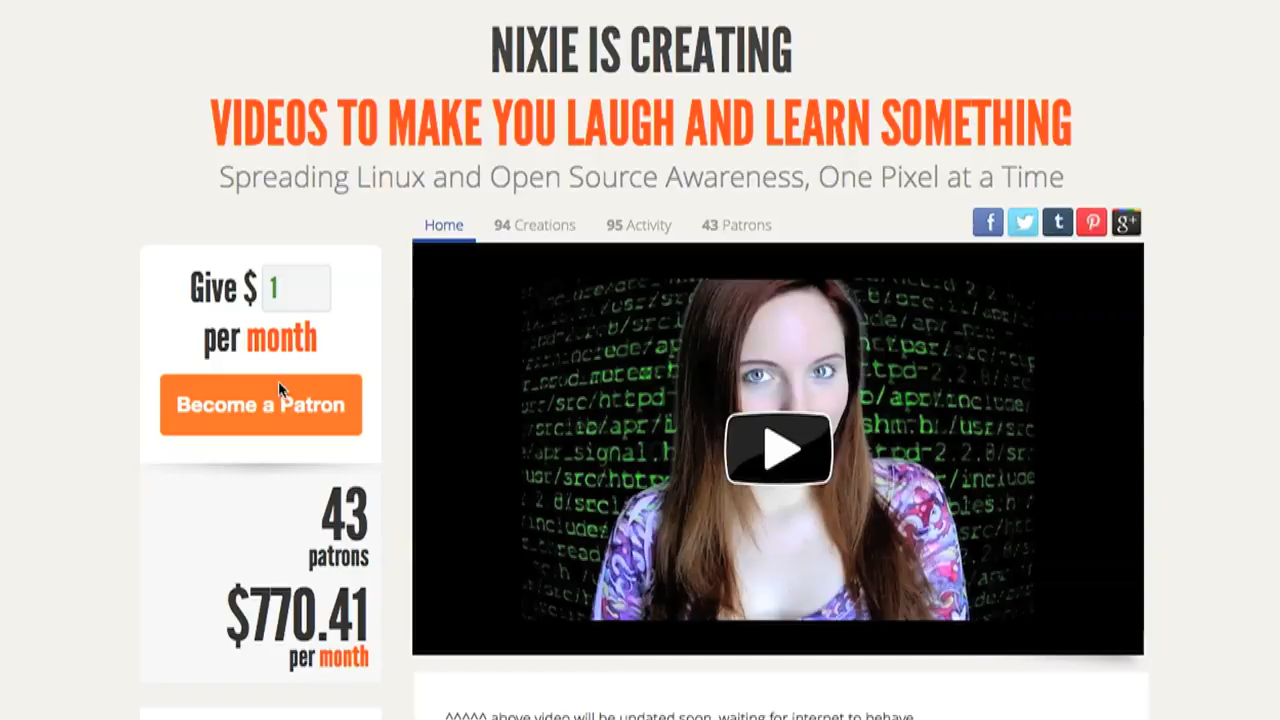 NIXIE IS CREATING
VIDEOS TO MAKE YOU LAUGH AND LEARN SOMETHING
Spreading Linux and Open Source Awareness, One Pixel at a Time
Home 94 Creations 95 Activity 43 Patrons
Give $ 1
per month
Become a Patron
43
patrons
$770.41
per month
^^^^^ above video will be updated soon, waiting for internet to behave